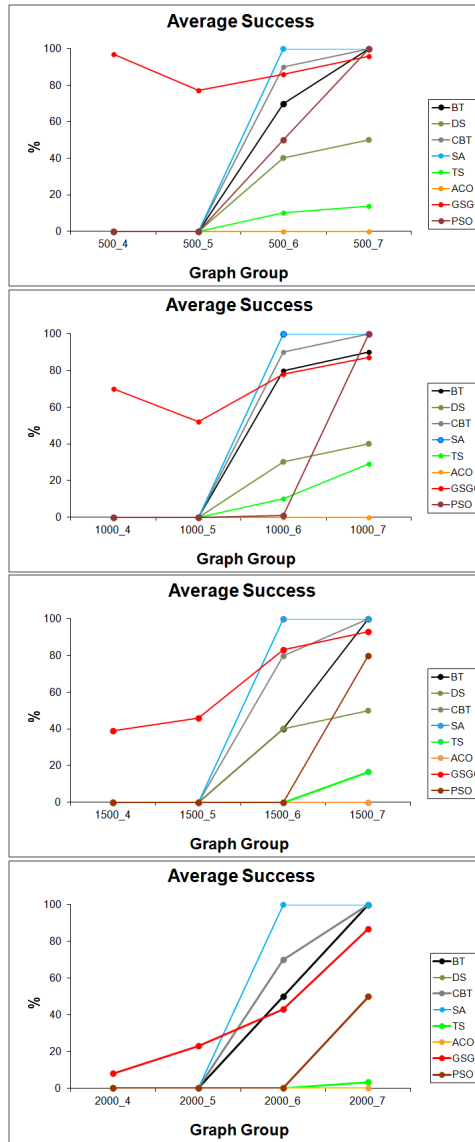 Average Success
100
80
60
40
20
0
%
500_4 500_5 500_6 500_7
Graph Group
BT
DS
CBT
SA
TS
ACO
GSGC
PSO
Average Success
100
80
60
40
20
0
%
1000_4 1000_5 1000_6 1000_7
Graph Group
BT
DS
CBT
SA
TS
ACO
GSGC
PSO
Average Success
100
80
60
40
20
0
%
1500_4 1500_5 1500_6 1500_7
Graph Group
BT
DS
CBT
SA
TS
ACO
GSGC
PSO
Average Success
100
80
60
40
20
0
%
2000_4 2000_5 2000_6 2000_7
Graph Group
BT
DS
CBT
SA
TS
ACO
GSGC
PSO